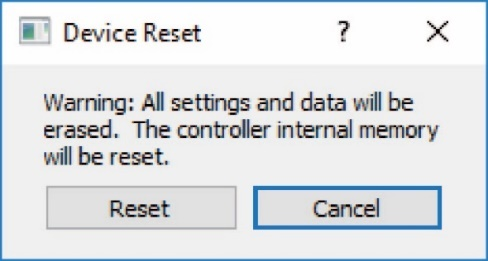 Device Reset ?
Warning: All settings and data will be
erased.  The controller internal memory
will be reset.
Reset Cancel